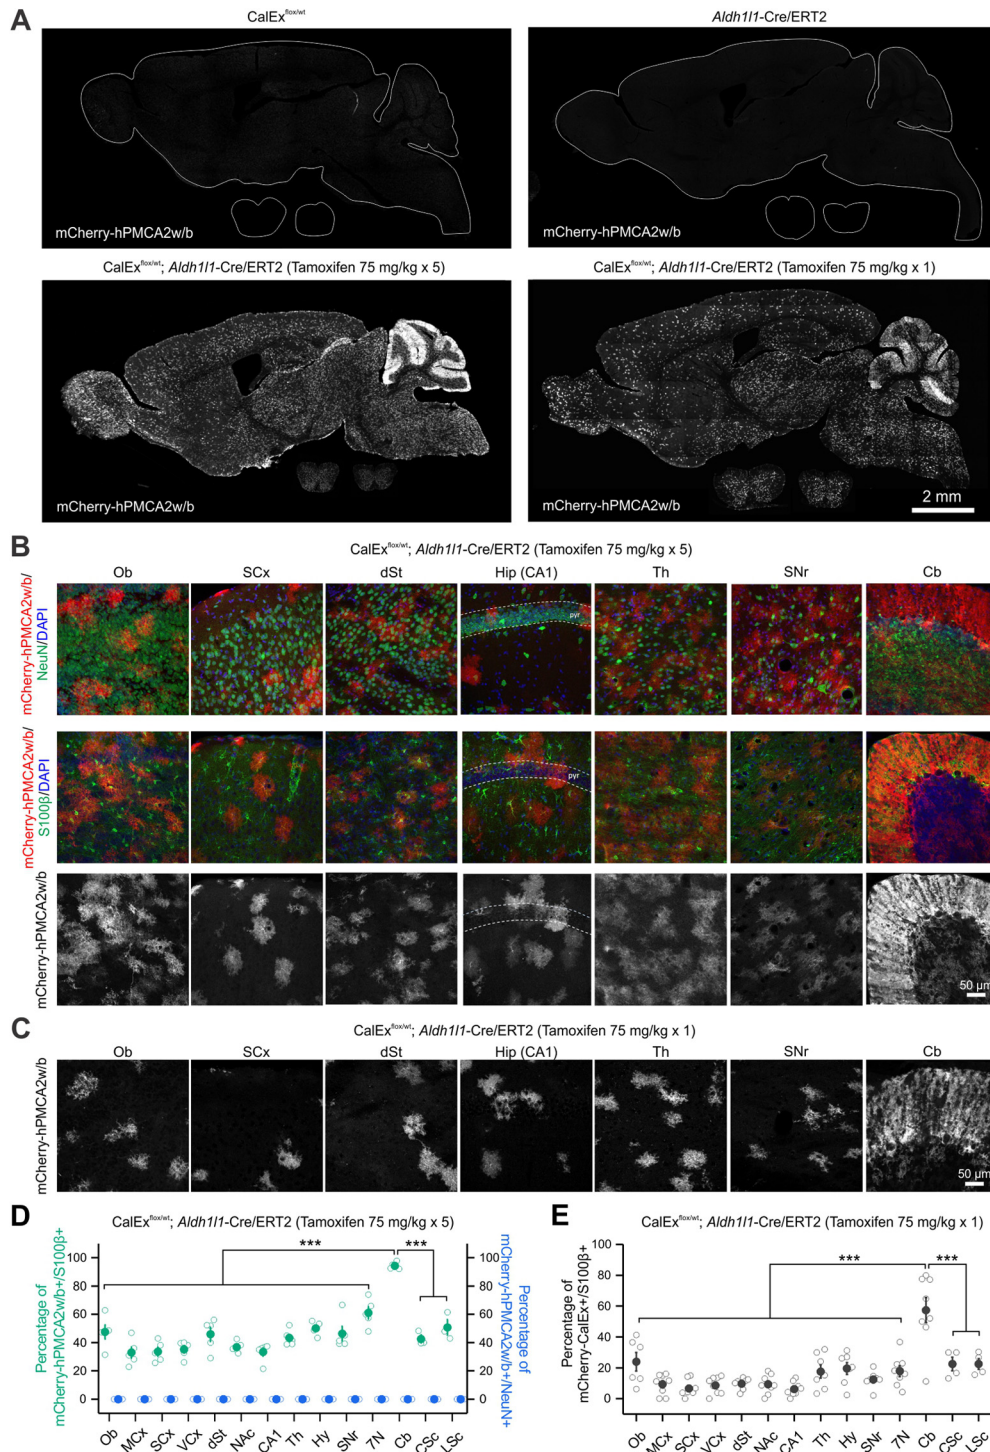 A
CalEx^flox/wt
Aldh1l1-Cre/ERT2
mCherry-hPMCA2w/b
mCherry-hPMCA2w/b
CalEx^flox/wt; Aldh1l1-Cre/ERT2 (Tamoxifen 75 mg/kg x 5)
CalEx^flox/wt; Aldh1l1-Cre/ERT2 (Tamoxifen 75 mg/kg x 1)
mCherry-hPMCA2w/b
mCherry-hPMCA2w/b
2 mm
B
CalEx^flox/wt; Aldh1l1-Cre/ERT2 (Tamoxifen 75 mg/kg x 5)
Ob SCx dSt Hip (CA1) Th SNr Cb
mCherry-hPMCA2w/b/
NeuN/DAPI
pyr
mCherry-hPMCA2w/b/
S100β/DAPI
pyr
mCherry-hPMCA2w/b
50 µm
C
CalEx^flox/wt; Aldh1l1-Cre/ERT2 (Tamoxifen 75 mg/kg x 1)
Ob SCx dSt Hip (CA1) Th SNr Cb
mCherry-hPMCA2w/b
50 µm
D
CalEx^flox/wt; Aldh1l1-Cre/ERT2 (Tamoxifen 75 mg/kg x 5)
Percentage of
mCherry-hPMCA2w/b+/S100β+
100
80
60
40
20
0
***
***
100
80
60
40
20
0
Percentage of
mCherry-hPMCA2w/b+/NeuN+
Ob MCx SCx VCx dSt NAc CA1 Th Hy SNr 7N Cb CSc LSc
E
CalEx^flox/wt; Aldh1l1-Cre/ERT2 (Tamoxifen 75 mg/kg x 1)
Percentage of
mCherry-CalEx+/S100β+
100
80
60
40
20
0
***
***
Ob MCx SCx VCx dSt NAc CA1 Th Hy SNr 7N Cb CSc LSc